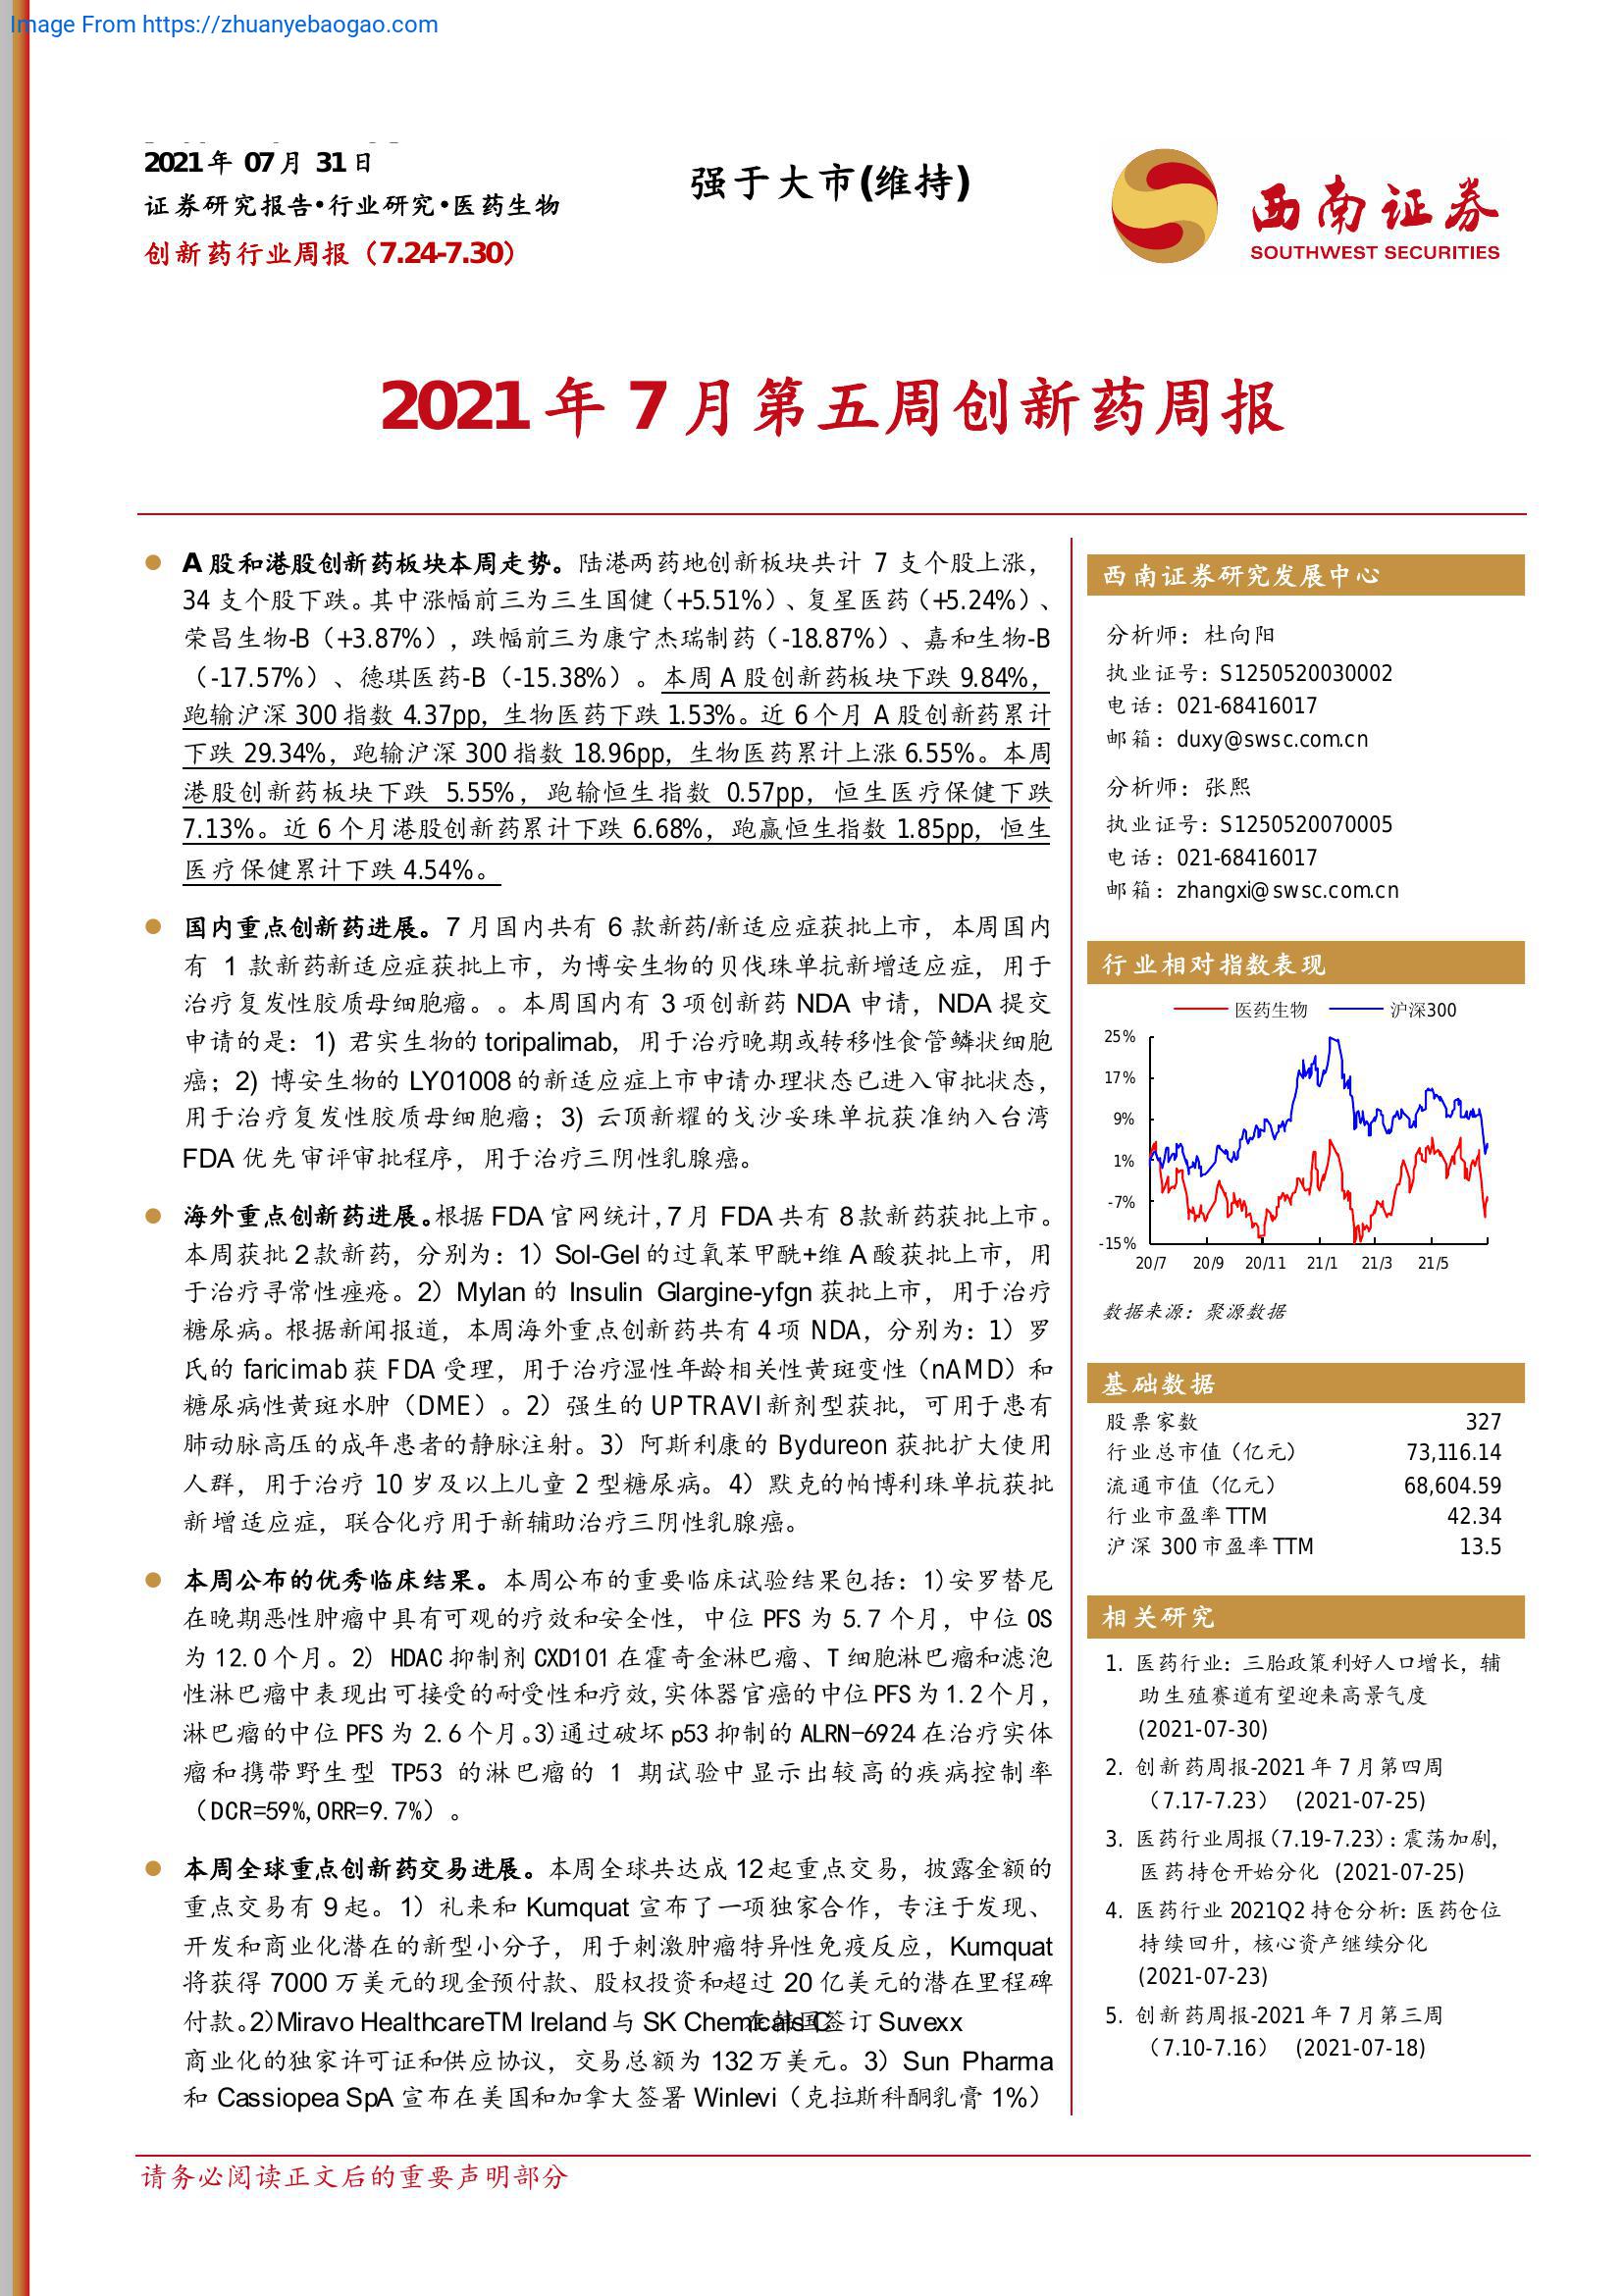 Image From https://zhuanyebaogao.com
2021年 07月 31日
证券研究报告•行业研究•医药生物
创新药行业周报（7.24-7.30）
强于大市(维持)
西南证券
SOUTHWEST SECURITIES
2021年7月第五周创新药周报
A股和港股创新药板块本周走势。陆港两药地创新板块共计 7 支个股上涨，
34 支个股下跌。其中涨幅前三为三生国健（+5.51%）、复星医药（+5.24%）、
荣昌生物-B（+3.87%），跌幅前三为康宁杰瑞制药（-18.87%）、嘉和生物-B
（-17.57%）、德琪医药-B（-15.38%）。本周 A 股创新药板块下跌 9.84%，
跑输沪深 300 指数 4.37pp，生物医药下跌 1.53%。近 6 个月 A 股创新药累计
下跌 29.34%，跑输沪深 300 指数 18.96pp，生物医药累计上涨 6.55%。本周
港股创新药板块下跌 5.55%，跑输恒生指数 0.57pp，恒生医疗保健下跌
7.13%。近 6 个月港股创新药累计下跌 6.68%，跑赢恒生指数 1.85pp，恒生
医疗保健累计下跌 4.54%。
国内重点创新药进展。7 月国内共有 6 款新药/新适应症获批上市，本周国内
有 1 款新药新适应症获批上市，为博安生物的贝伐珠单抗新增适应症，用于
治疗复发性胶质母细胞瘤。。本周国内有 3 项创新药 NDA 申请，NDA 提交
申请的是：1) 君实生物的 toripalimab，用于治疗晚期或转移性食管鳞状细胞
癌；2) 博安生物的 LY01008 的新适应症上市申请办理状态已进入审批状态，
用于治疗复发性胶质母细胞瘤；3) 云顶新耀的戈沙妥珠单抗获准纳入台湾
FDA 优先审评审批程序，用于治疗三阴性乳腺癌。
海外重点创新药进展。根据 FDA 官网统计，7 月 FDA 共有 8 款新药获批上市。
本周获批 2 款新药，分别为：1）Sol-Gel 的过氧苯甲酰+维 A 酸获批上市，用
于治疗寻常性痤疮。2）Mylan 的 Insulin Glargine-yfgn 获批上市，用于治疗
糖尿病。根据新闻报道，本周海外重点创新药共有 4 项 NDA，分别为：1）罗
氏的 faricimab 获 FDA 受理，用于治疗湿性年龄相关性黄斑变性（nAMD）和
糖尿病性黄斑水肿（DME）。2）强生的 UPTRAVI 新剂型获批，可用于患有
肺动脉高压的成年患者的静脉注射。3）阿斯利康的 Bydureon 获批扩大使用
人群，用于治疗 10 岁及以上儿童 2 型糖尿病。4）默克的帕博利珠单抗获批
新增适应症，联合化疗用于新辅助治疗三阴性乳腺癌。
本周公布的优秀临床结果。本周公布的重要临床试验结果包括：1)安罗替尼
在晚期恶性肿瘤中具有可观的疗效和安全性，中位 PFS 为 5.7 个月，中位 OS
为 12.0 个月。2) HDAC 抑制剂 CXD101 在霍奇金淋巴瘤、T 细胞淋巴瘤和滤泡
性淋巴瘤中表现出可接受的耐受性和疗效，实体器官癌的中位 PFS 为 1.2 个月，
淋巴瘤的中位 PFS 为 2.6 个月。3)通过破坏 p53 抑制的 ALRN-6924 在治疗实体
瘤和携带野生型 TP53 的淋巴瘤的 1 期试验中显示出较高的疾病控制率
（DCR=59%,ORR=9.7%）。
本周全球重点创新药交易进展。本周全球共达成 12 起重点交易，披露金额的
重点交易有 9 起。1）礼来和 Kumquat 宣布了一项独家合作，专注于发现、
开发和商业化潜在的新型小分子，用于刺激肿瘤特异性免疫反应，Kumquat
将获得 7000 万美元的现金预付款、股权投资和超过 20 亿美元的潜在里程碑
付款。2）Miravo HealthcareTM Ireland 与 SK Chemicals C在韩国签订 Suvexx
商业化的独家许可证和供应协议，交易总额为 132 万美元。3）Sun Pharma
和 Cassiopea SpA 宣布在美国和加拿大签署 Winlevi（克拉斯科酮乳膏 1%）
西南证券研究发展中心
分析师：杜向阳
执业证号：S1250520030002
电话：021-68416017
邮箱：duxy@swsc.com.cn
分析师：张熙
执业证号：S1250520070005
电话：021-68416017
邮箱：zhangxi@swsc.com.cn
行业相对指数表现
医药生物 沪深300
25%
17%
9%
1%
-7%
-15%
20/7 20/9 20/11 21/1 21/3 21/5
数据来源：聚源数据
基础数据
股票家数 327
行业总市值（亿元） 73,116.14
流通市值（亿元） 68,604.59
行业市盈率TTM 42.34
沪深 300市盈率TTM 13.5
相关研究
1. 医药行业：三胎政策利好人口增长，辅
助生殖赛道有望迎来高景气度
(2021-07-30)
2. 创新药周报-2021 年 7 月第四周
（7.17-7.23） (2021-07-25)
3. 医药行业周报（7.19-7.23）：震荡加剧，
医药持仓开始分化 (2021-07-25)
4. 医药行业 2021Q2 持仓分析：医药仓位
持续回升，核心资产继续分化
(2021-07-23)
5. 创新药周报-2021 年 7 月第三周
（7.10-7.16） (2021-07-18)
请务必阅读正文后的重要声明部分